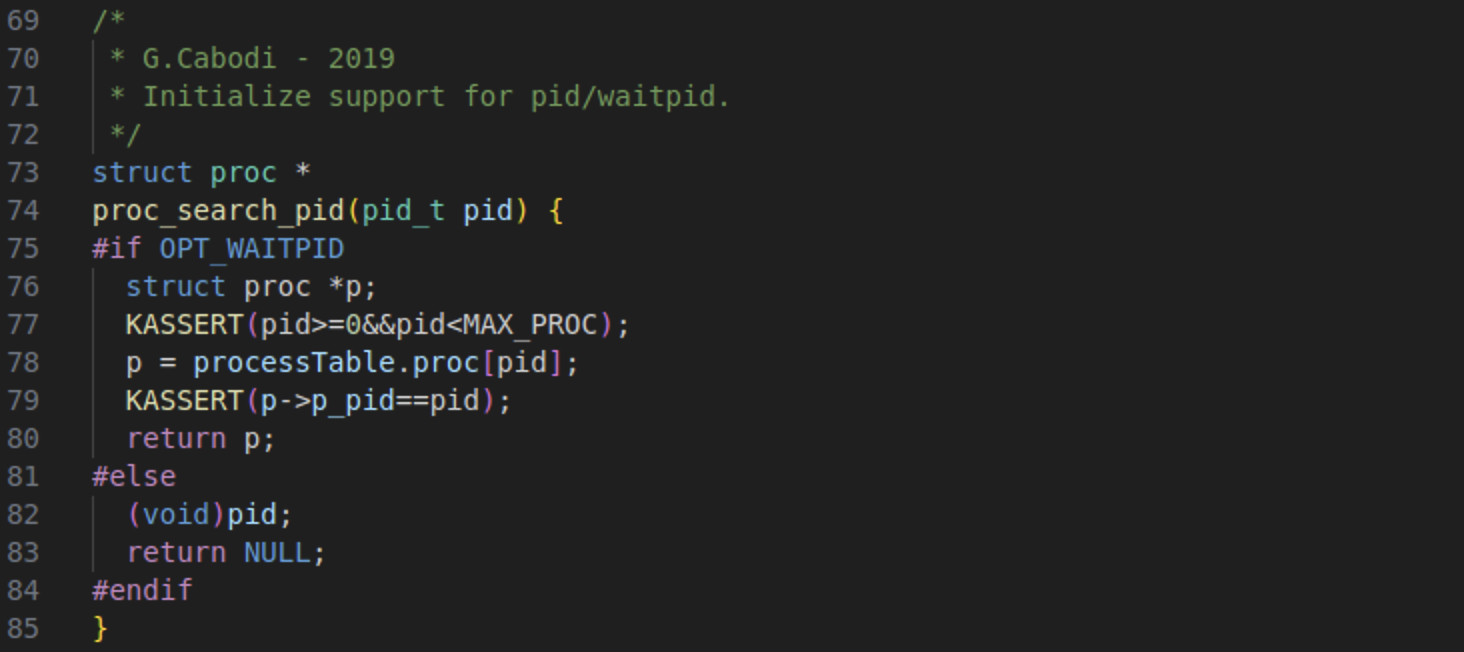 69 /*
70 * G.Cabodi - 2019
71 * Initialize support for pid/waitpid.
72 */
73 struct proc *
74 proc_search_pid(pid_t pid) {
75 #if OPT_WAITPID
76 struct proc *p;
77 KASSERT(pid>=0&&pid<MAX_PROC);
78 p = processTable.proc[pid];
79 KASSERT(p->p_pid==pid);
80 return p;
81 #else
82 (void)pid;
83 return NULL;
84 #endif
85 }